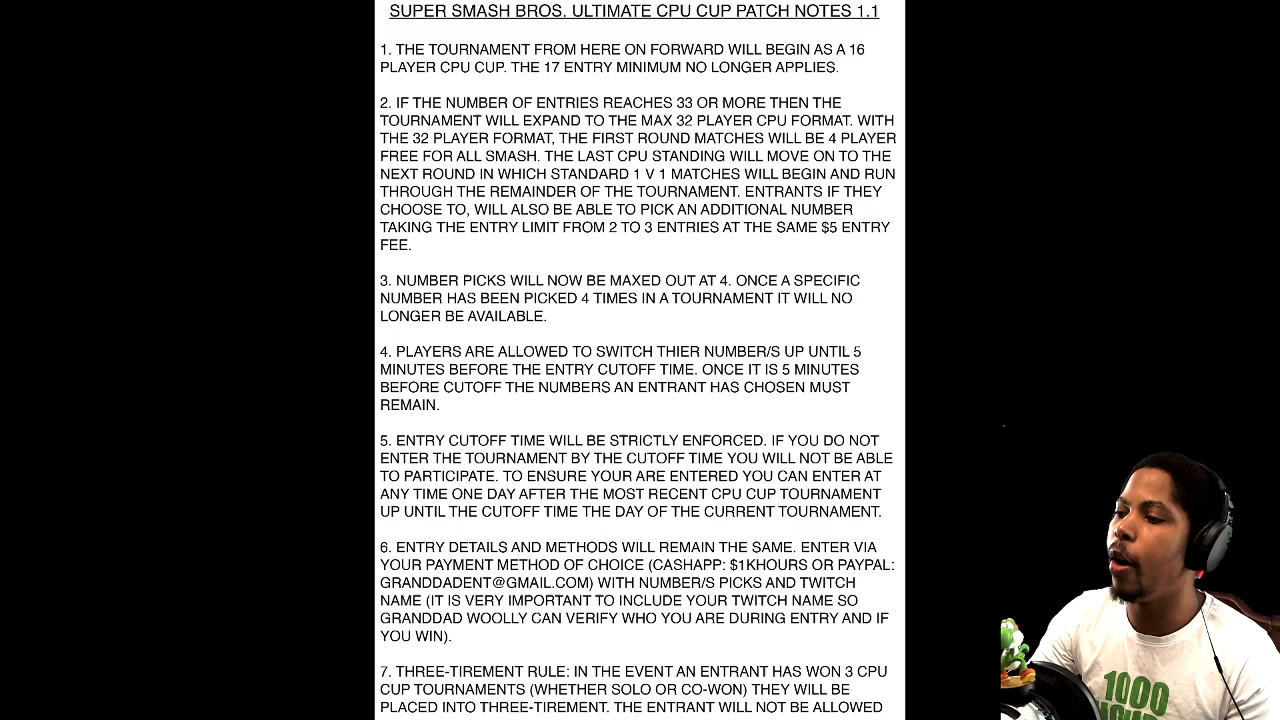 SUPER SMASH BROS. ULTIMATE CPU CUP PATCH NOTES 1.1
1. THE TOURNAMENT FROM HERE ON FORWARD WILL BEGIN AS A 16
PLAYER CPU CUP. THE 17 ENTRY MINIMUM NO LONGER APPLIES.
2. IF THE NUMBER OF ENTRIES REACHES 33 OR MORE THEN THE
TOURNAMENT WILL EXPAND TO THE MAX 32 PLAYER CPU FORMAT. WITH
THE 32 PLAYER FORMAT, THE FIRST ROUND MATCHES WILL BE 4 PLAYER
FREE FOR ALL SMASH. THE LAST CPU STANDING WILL MOVE ON TO THE
NEXT ROUND IN WHICH STANDARD 1 V 1 MATCHES WILL BEGIN AND RUN
THROUGH THE REMAINDER OF THE TOURNAMENT. ENTRANTS IF THEY
CHOOSE TO, WILL ALSO BE ABLE TO PICK AN ADDITIONAL NUMBER
TAKING THE ENTRY LIMIT FROM 2 TO 3 ENTRIES AT THE SAME $5 ENTRY
FEE.
3. NUMBER PICKS WILL NOW BE MAXED OUT AT 4. ONCE A SPECIFIC
NUMBER HAS BEEN PICKED 4 TIMES IN A TOURNAMENT IT WILL NO
LONGER BE AVAILABLE.
4. PLAYERS ARE ALLOWED TO SWITCH THIER NUMBER/S UP UNTIL 5
MINUTES BEFORE THE ENTRY CUTOFF TIME. ONCE IT IS 5 MINUTES
BEFORE CUTOFF THE NUMBERS AN ENTRANT HAS CHOSEN MUST
REMAIN.
5. ENTRY CUTOFF TIME WILL BE STRICTLY ENFORCED. IF YOU DO NOT
ENTER THE TOURNAMENT BY THE CUTOFF TIME YOU WILL NOT BE ABLE
TO PARTICIPATE. TO ENSURE YOUR ARE ENTERED YOU CAN ENTER AT
ANY TIME ONE DAY AFTER THE MOST RECENT CPU CUP TOURNAMENT
UP UNTIL THE CUTOFF TIME THE DAY OF THE CURRENT TOURNAMENT.
6. ENTRY DETAILS AND METHODS WILL REMAIN THE SAME. ENTER VIA
YOUR PAYMENT METHOD OF CHOICE (CASHAPP: $1KHOURS OR PAYPAL:
GRANDDADENT@GMAIL.COM) WITH NUMBER/S PICKS AND TWITCH
NAME (IT IS VERY IMPORTANT TO INCLUDE YOUR TWITCH NAME SO
GRANDDAD WOOLLY CAN VERIFY WHO YOU ARE DURING ENTRY AND IF
YOU WIN).
7. THREE-TIREMENT RULE: IN THE EVENT AN ENTRANT HAS WON 3 CPU
CUP TOURNAMENTS (WHETHER SOLO OR CO-WON) THEY WILL BE
PLACED INTO THREE-TIREMENT. THE ENTRANT WILL NOT BE ALLOWED
1000